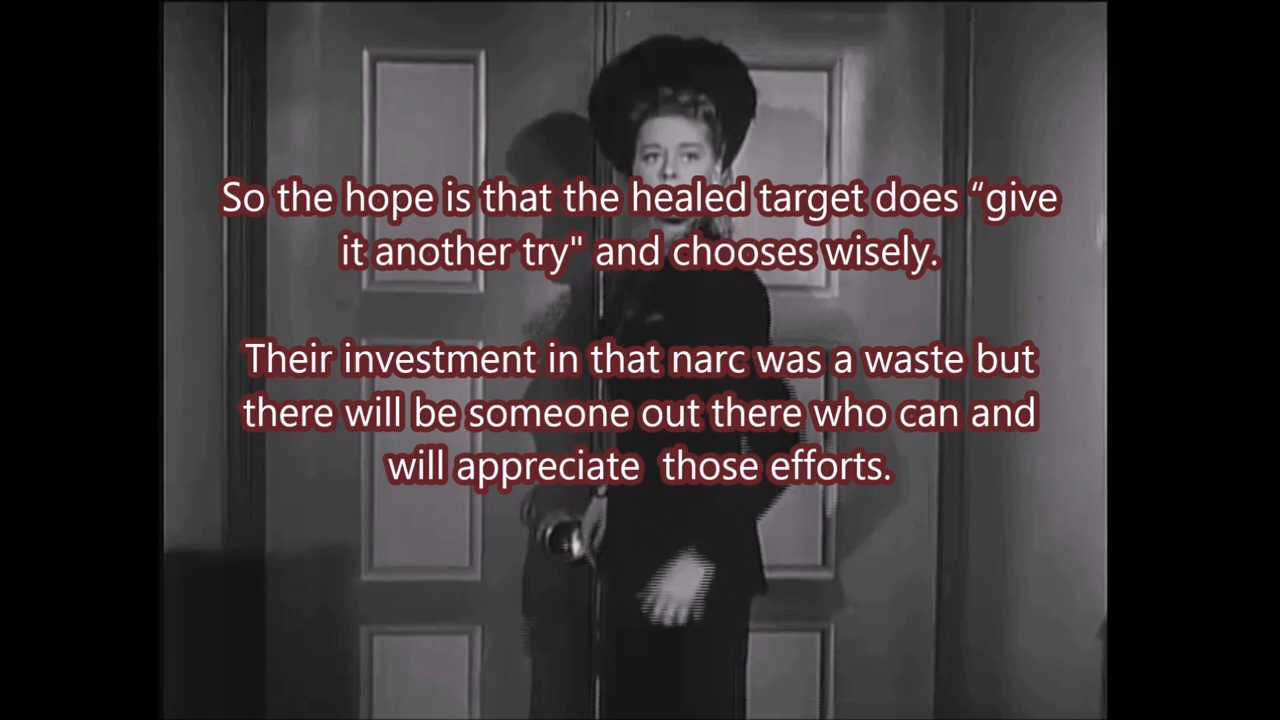 So the hope is that the healed target does “give
it another try" and chooses wisely.
Their investment in that narc was a waste but
there will be someone out there who can and
will appreciate  those efforts.